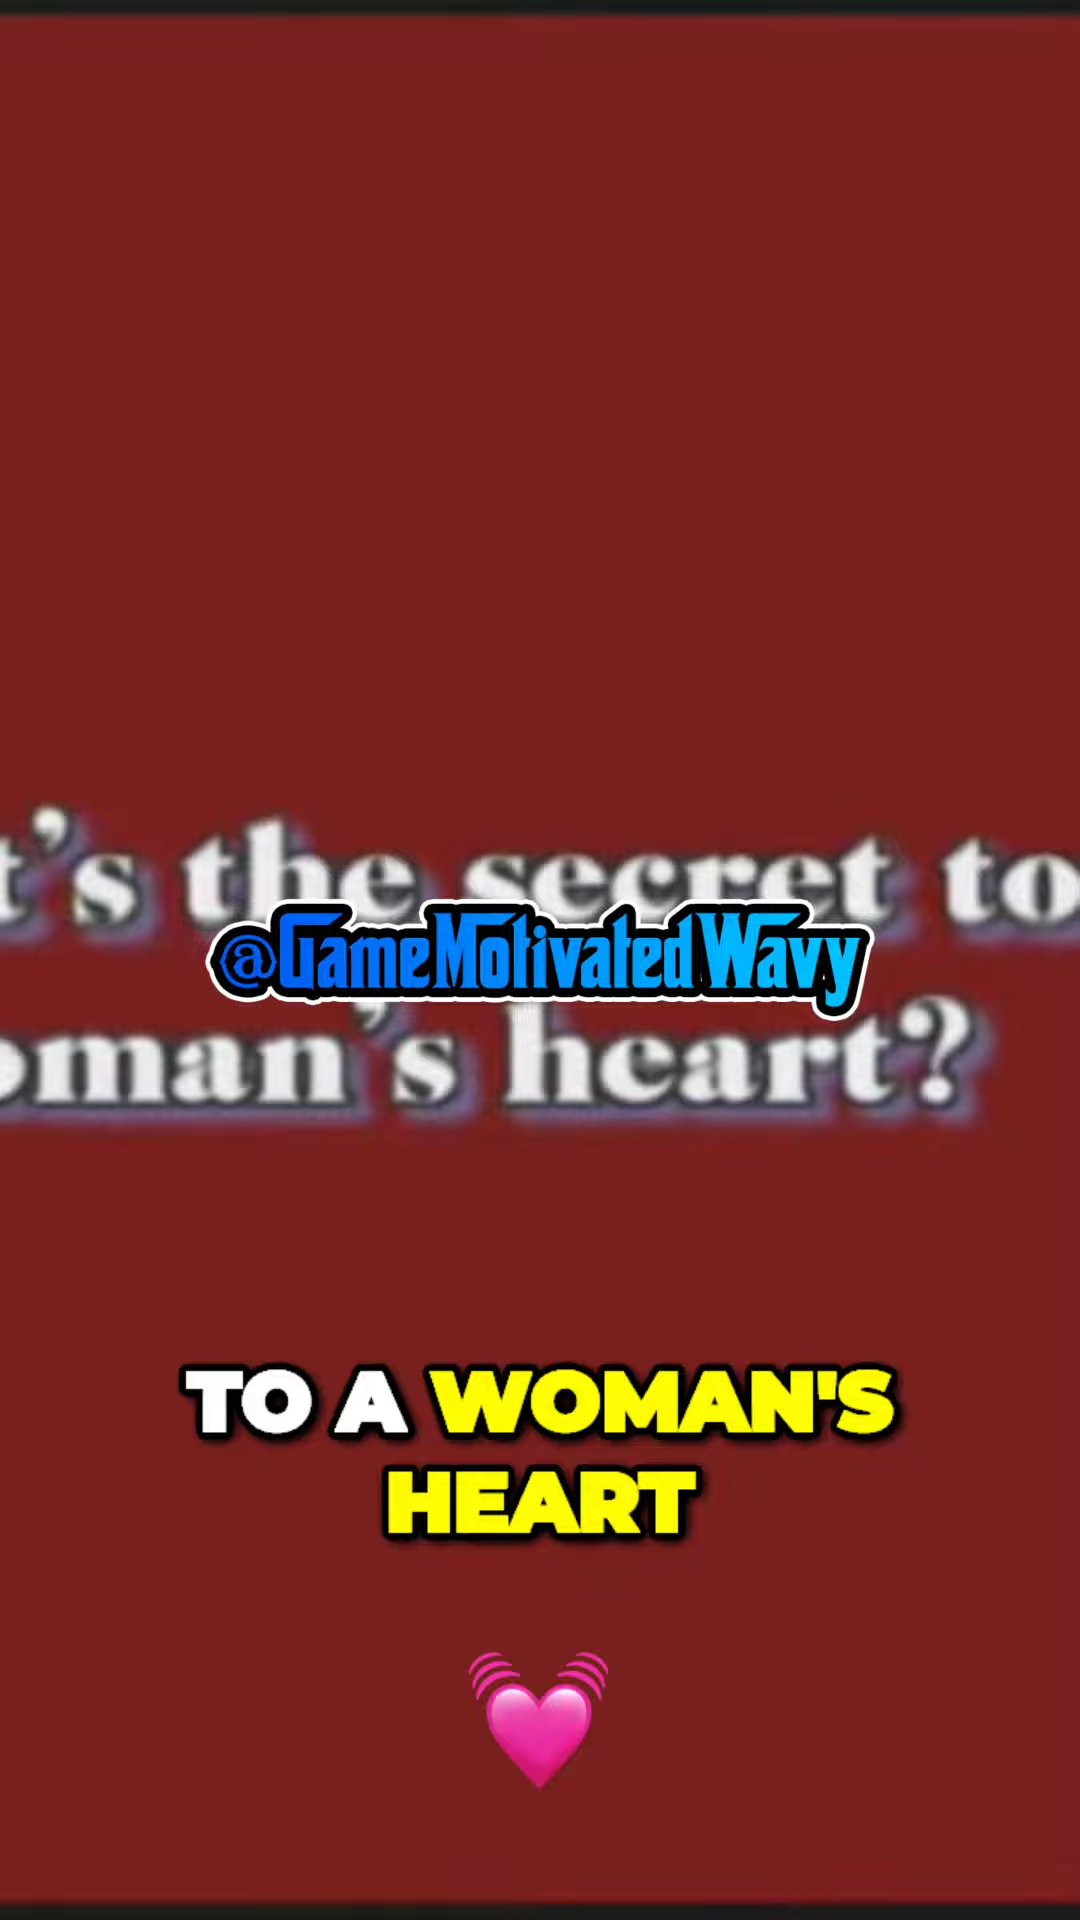 t's the secret to
@GameMotivatedWavy
oman's heart?
TO A WOMAN'S
HEART